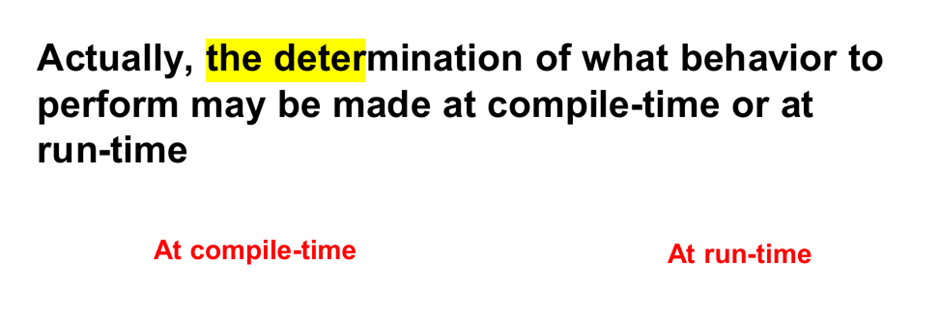 Actually, the determination of what behavior to
perform may be made at compile-time or at
run-time
At compile-time
At run-time